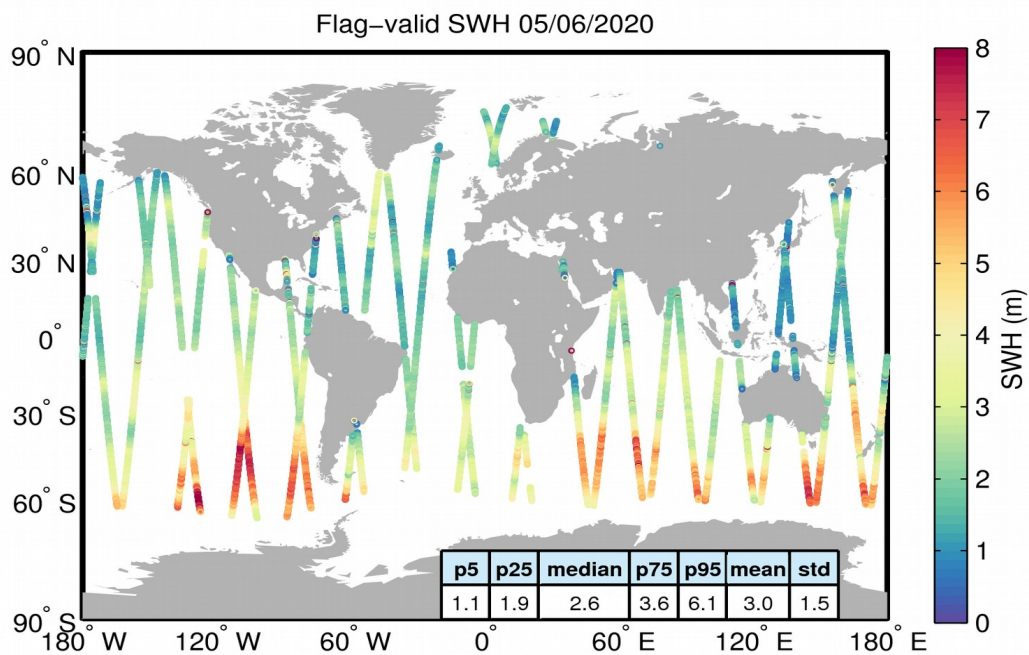 Flag−valid SWH 05/06/2020
90° N
60° N
30° N
0°
30° S
60° S
90° S
180° W
120° W
60° W
0°
60° E
120° E
180° E
8
7
6
5
4
3
2
1
0
SWH (m)
p5 p25 median p75 p95 mean std
1.1 1.9 2.6 3.6 6.1 3.0 1.5